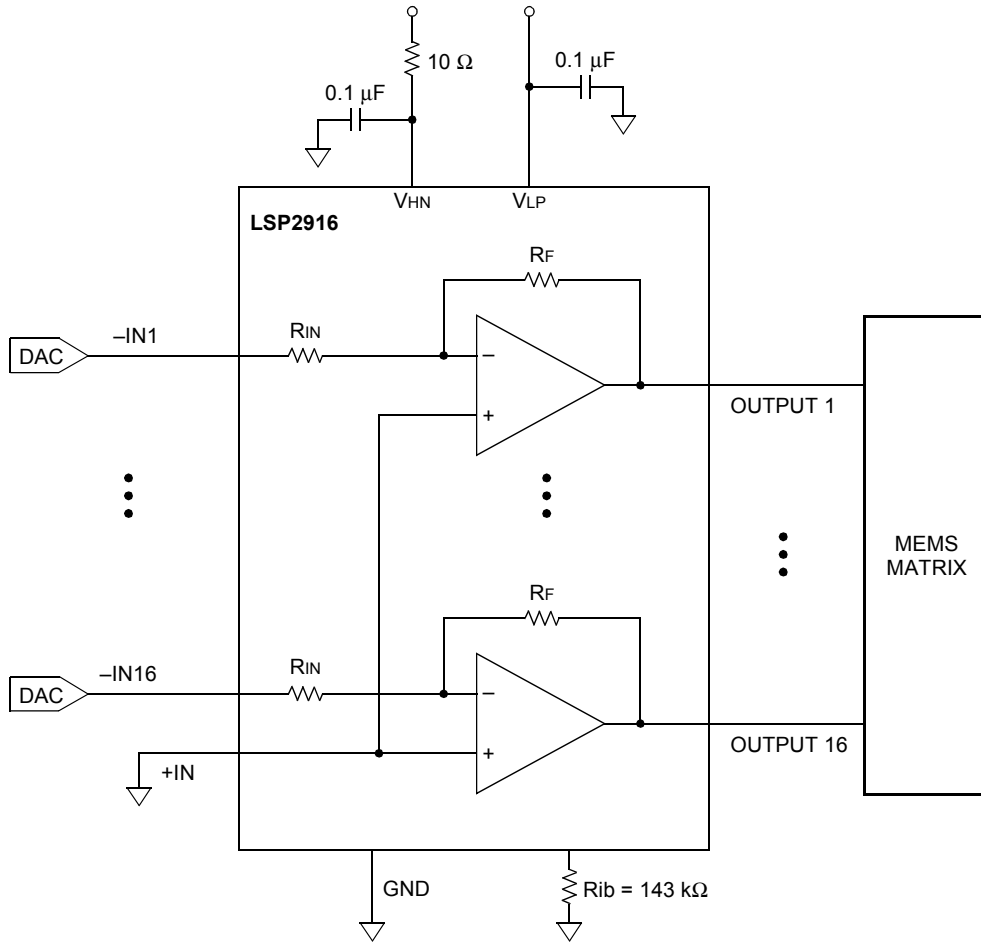 10 Ω
0.1 μF
0.1 μF
VHN
VLP
LSP2916
RF
–IN1
RIN
DAC
–
+
OUTPUT 1
MEMS
MATRIX
RF
–IN16
RIN
DAC
–
+
OUTPUT 16
+IN
GND
Rib = 143 kΩ